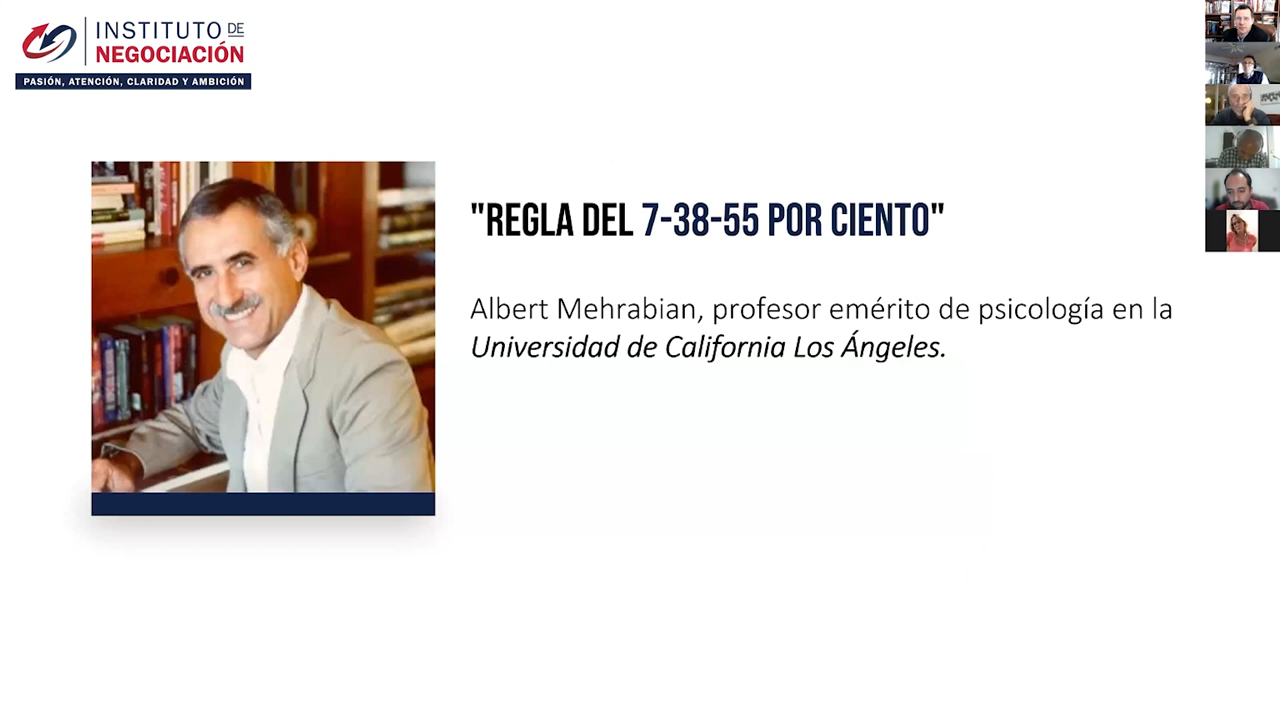 INSTITUTO DE
NEGOCIACIÓN
PASIÓN, ATENCIÓN, CLARIDAD Y AMBICIÓN
"REGLA DEL 7-38-55 POR CIENTO"
Albert Mehrabian, profesor emérito de psicología en la
Universidad de California Los Ángeles.